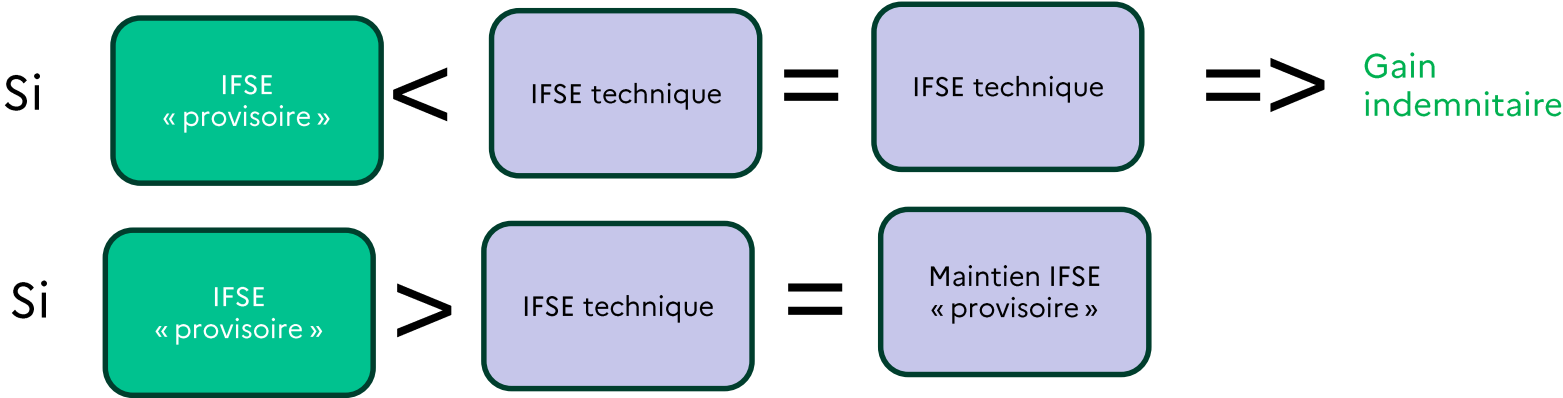 Si
IFSE
« provisoire »
<
IFSE technique
=
IFSE technique
=>
Gain
indemnitaire
Si
IFSE
« provisoire »
>
IFSE technique
=
Maintien IFSE
« provisoire »